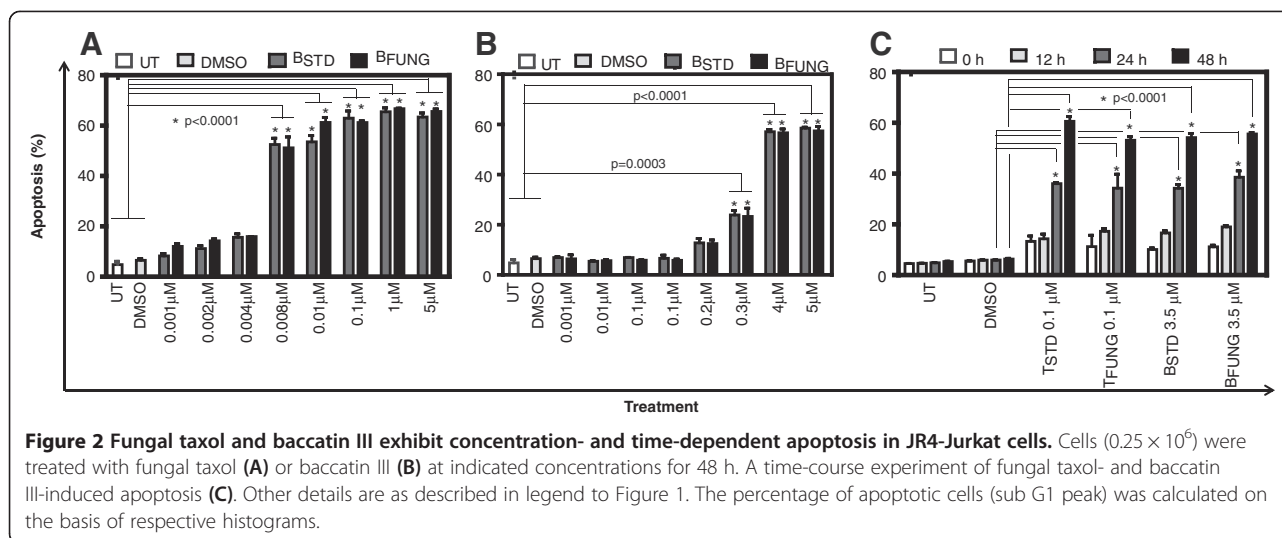 A
UT DMSO BSTD BFUNG
80
60
40
20
0
* p<0.0001
* * * * * * * * * *
UT
DMSO
0.001µM
0.002µM
0.004µM
0.008µM
0.01µM
0.1µM
1µM
5µM
B
UT DMSO BSTD BFUNG
80
60
40
20
0
p<0.0001
p=0.0003
* * * * * *
UT
DMSO
0.001µM
0.01µM
0.1µM
0.1µM
0.2µM
0.3µM
4µM
5µM
C
0 h 12 h 24 h 48 h
80
60
40
20
0
* p<0.0001
* * * * * * * *
UT
DMSO
TSTD 0.1 µM
TFUNG 0.1 µM
BSTD 3.5 µM
BFUNG 3.5 µM
Apoptosis (%)
Treatment
Figure 2 Fungal taxol and baccatin III exhibit concentration- and time-dependent apoptosis in JR4-Jurkat cells. Cells (0.25 × 10⁶) were
treated with fungal taxol (A) or baccatin III (B) at indicated concentrations for 48 h. A time-course experiment of fungal taxol- and baccatin
III-induced apoptosis (C). Other details are as described in legend to Figure 1. The percentage of apoptotic cells (sub G1 peak) was calculated on
the basis of respective histograms.